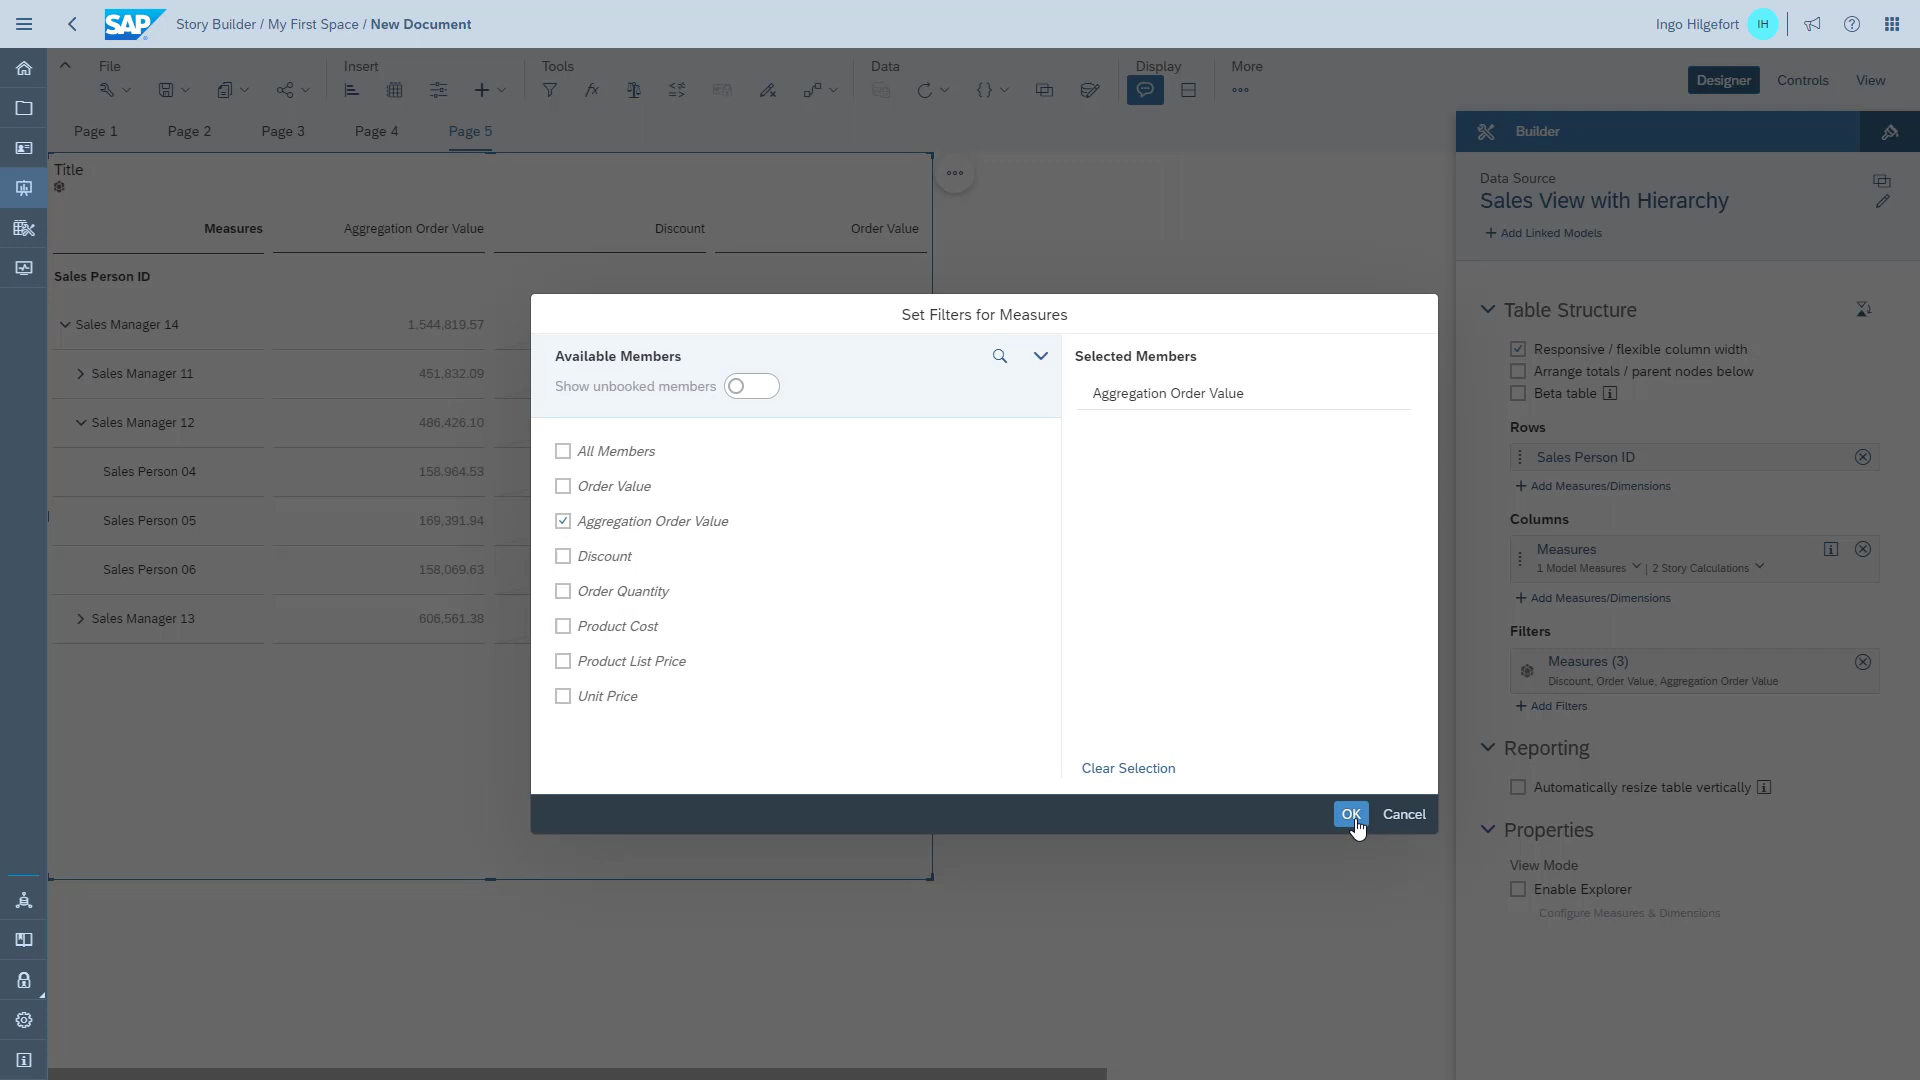 SAP
Story Builder / My First Space / New Document
Ingo Hilgefort
IH
File
Insert
Tools
Data
Display
More
Designer
Controls
View
Page 1
Page 2
Page 3
Page 4
Page 5
Title
Measures
Aggregation Order Value
Discount
Order Value
Sales Person ID
Sales Manager 14
1,544,819.57
Sales Manager 11
451,832.09
Sales Manager 12
486,426.10
Sales Person 04
158,964.53
Sales Person 05
169,391.94
Sales Person 06
158,069.63
Sales Manager 13
606,561.38
Set Filters for Measures
Available Members
Show unbooked members
All Members
Order Value
Aggregation Order Value
Discount
Order Quantity
Product Cost
Product List Price
Unit Price
Selected Members
Aggregation Order Value
Clear Selection
OK
Cancel
Builder
Data Source
Sales View with Hierarchy
+ Add Linked Models
Table Structure
Responsive / flexible column width
Arrange totals / parent nodes below
Beta table
Rows
Sales Person ID
+ Add Measures/Dimensions
Columns
Measures
1 Model Measures | 2 Story Calculations
+ Add Measures/Dimensions
Filters
Measures (3)
Discount, Order Value, Aggregation Order Value
+ Add Filters
Reporting
Automatically resize table vertically
Properties
View Mode
Enable Explorer
Configure Measures & Dimensions